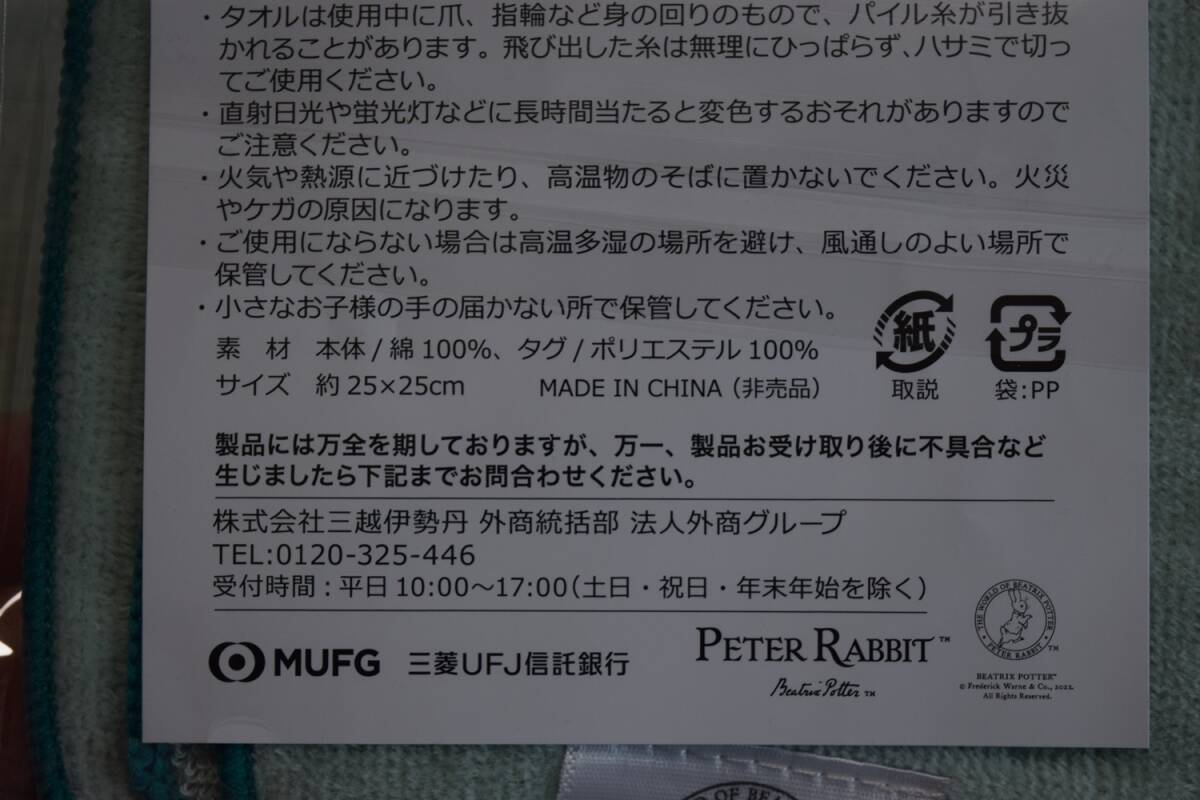 ・タオルは使用中に爪、指輪など身の回りのもので、パイル糸が引き抜
かれることがあります。飛び出した糸は無理にひっぱらず、ハサミで切っ
てご使用ください。
・直射日光や蛍光灯などに長時間当たると変色するおそれがありますので
ご注意ください。
・火気や熱源に近づけたり、高温物のそばに置かないでください。火災
やケガの原因になります。
・ご使用にならない場合は高温多湿の場所を避け、風通しのよい場所で
保管してください。
・小さなお子様の手の届かない所で保管してください。
素 材 本体/綿100%、タグ/ポリエステル100%
サイズ 約25×25cm MADE IN CHINA(非売品)
紙
取説
プラ
袋:PP
製品には万全を期しておりますが、万一、製品お受け取り後に不具合など
生じましたら下記までお問合わせください。
株式会社三越伊勢丹 外商統括部 法人外商グループ
TEL:0120-325-446
受付時間:平日10:00~17:00(土日・祝日・年末年始を除く)
MUFG 三菱UFJ信託銀行
PETER RABBIT™
Beatrix Potter™
THE WORLD OF BEATRIX POTTER
PETER RABBIT™
BEATRIX POTTER™
© Frederick Warne & Co., 2022.
All Rights Reserved.
OF BEA